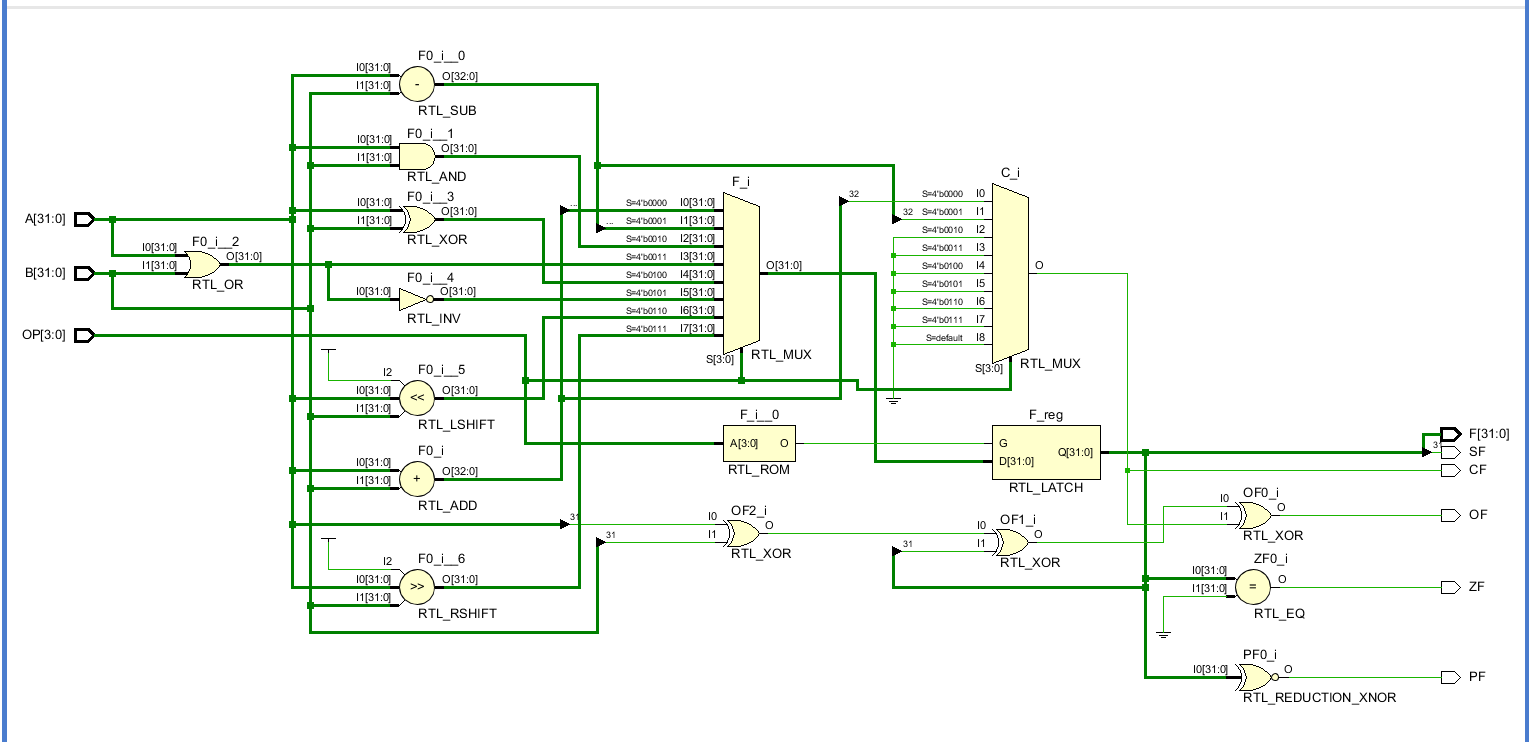 F0_i__0
I0[31:0]
I1[31:0]
O[32:0]
-
RTL_SUB
F0_i__1
I0[31:0]
I1[31:0]
O[31:0]
RTL_AND
F0_i__3
I0[31:0]
I1[31:0]
O[31:0]
RTL_XOR
A[31:0]
B[31:0]
OP[3:0]
F0_i__2
I0[31:0]
I1[31:0]
O[31:0]
RTL_OR
F0_i__4
I0[31:0]
O[31:0]
RTL_INV
F0_i__5
I2
I0[31:0]
I1[31:0]
O[31:0]
<<
RTL_LSHIFT
F0_i
I0[31:0]
I1[31:0]
O[32:0]
+
RTL_ADD
F0_i__6
I2
I0[31:0]
I1[31:0]
O[31:0]
>>
RTL_RSHIFT
F_i
... S=4'b0000 I0[31:0]
... S=4'b0001 I1[31:0]
S=4'b0010 I2[31:0]
S=4'b0011 I3[31:0]
S=4'b0100 I4[31:0]
S=4'b0101 I5[31:0]
S=4'b0110 I6[31:0]
S=4'b0111 I7[31:0]
O[31:0]
S[3:0]
RTL_MUX
C_i
32 S=4'b0000 I0
32 S=4'b0001 I1
S=4'b0010 I2
S=4'b0011 I3
S=4'b0100 I4
S=4'b0101 I5
S=4'b0110 I6
S=4'b0111 I7
S=default I8
O
S[3:0]
RTL_MUX
F_i__0
A[3:0] O
RTL_ROM
F_reg
G
D[31:0]
Q[31:0]
RTL_LATCH
31
31
OF2_i
I0
I1
O
RTL_XOR
31
OF1_i
I0
I1
O
RTL_XOR
OF0_i
I0
I1
O
RTL_XOR
ZF0_i
I0[31:0]
I1[31:0]
O
=
RTL_EQ
PF0_i
I0[31:0]
O
RTL_REDUCTION_XNOR
F[31:0]
SF
CF
OF
ZF
PF